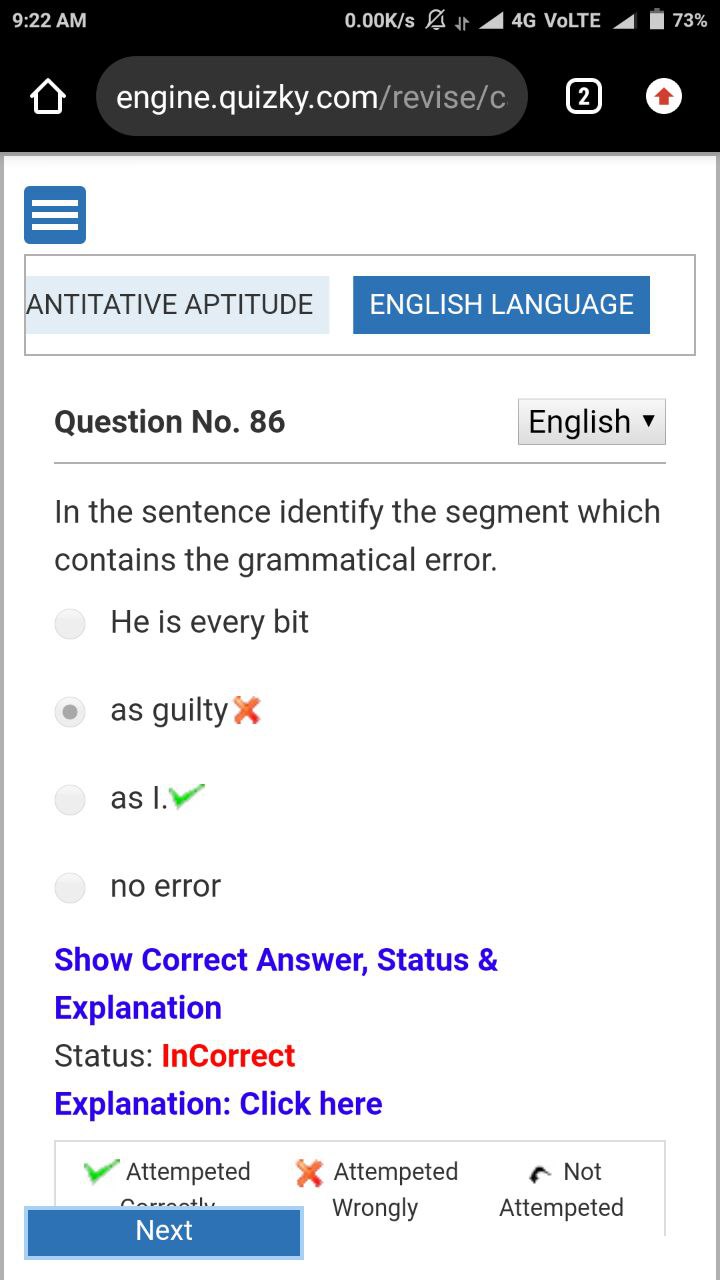 9:22 AM 0.00K/s 4G VoLTE 73%
engine.quizky.com/revise/c 2
ANTITATIVE APTITUDE ENGLISH LANGUAGE
Question No. 86 English
In the sentence identify the segment which
contains the grammatical error.
He is every bit
as guilty
as I.
no error
Show Correct Answer, Status &
Explanation
Status: InCorrect
Explanation: Click here
Attempeted Attempeted Not
Correctly Wrongly Attempeted
Next